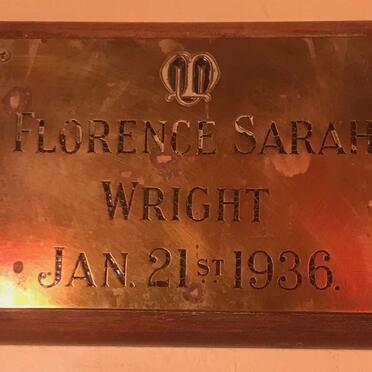 FLORENCE SARAH
WRIGHT
JAN. 21ST 1936.